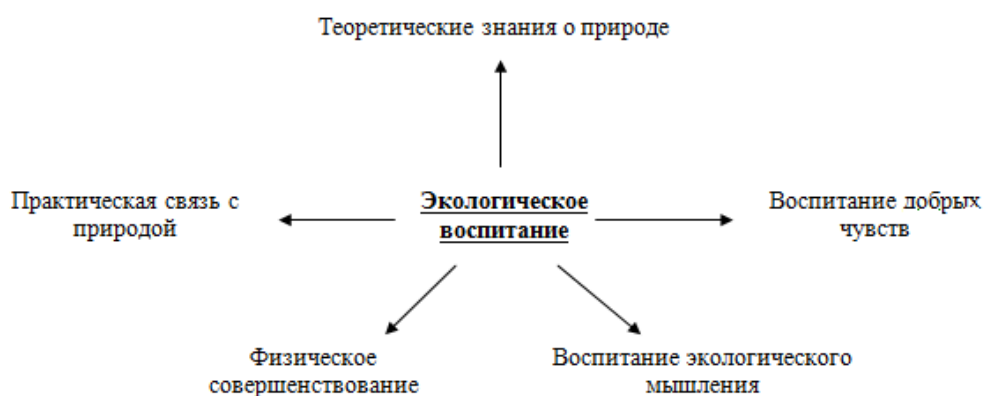 Теоретические знания о природе
Практическая связь с
природой
Экологическое
воспитание
Воспитание добрых
чувств
Физическое
совершенствование
Воспитание экологического
мышления